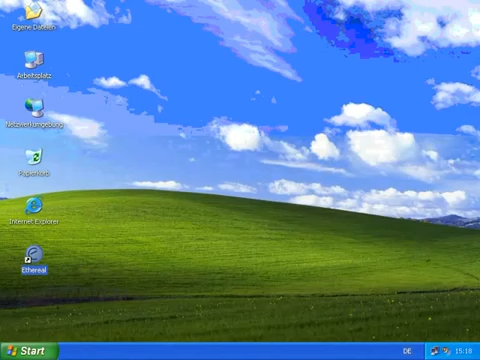 Eigene Dateien
Arbeitsplatz
Netzwerkumgebung
Papierkorb
Internet Explorer
Ethereal
Start
DE
15:18